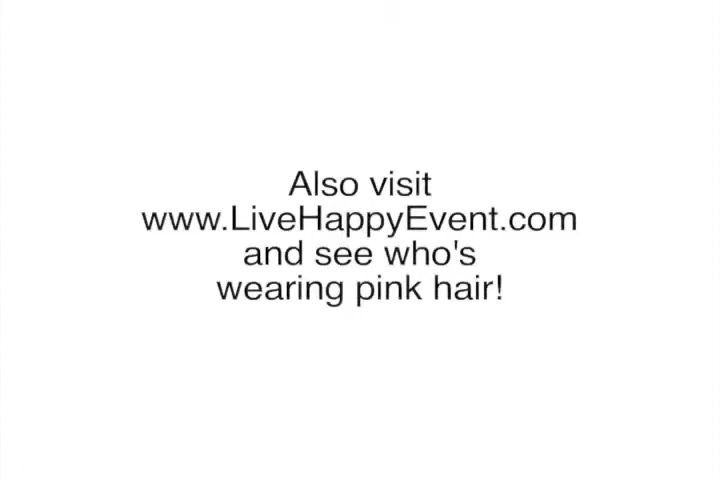 Also visit
www.LiveHappyEvent.com
and see who's
wearing pink hair!